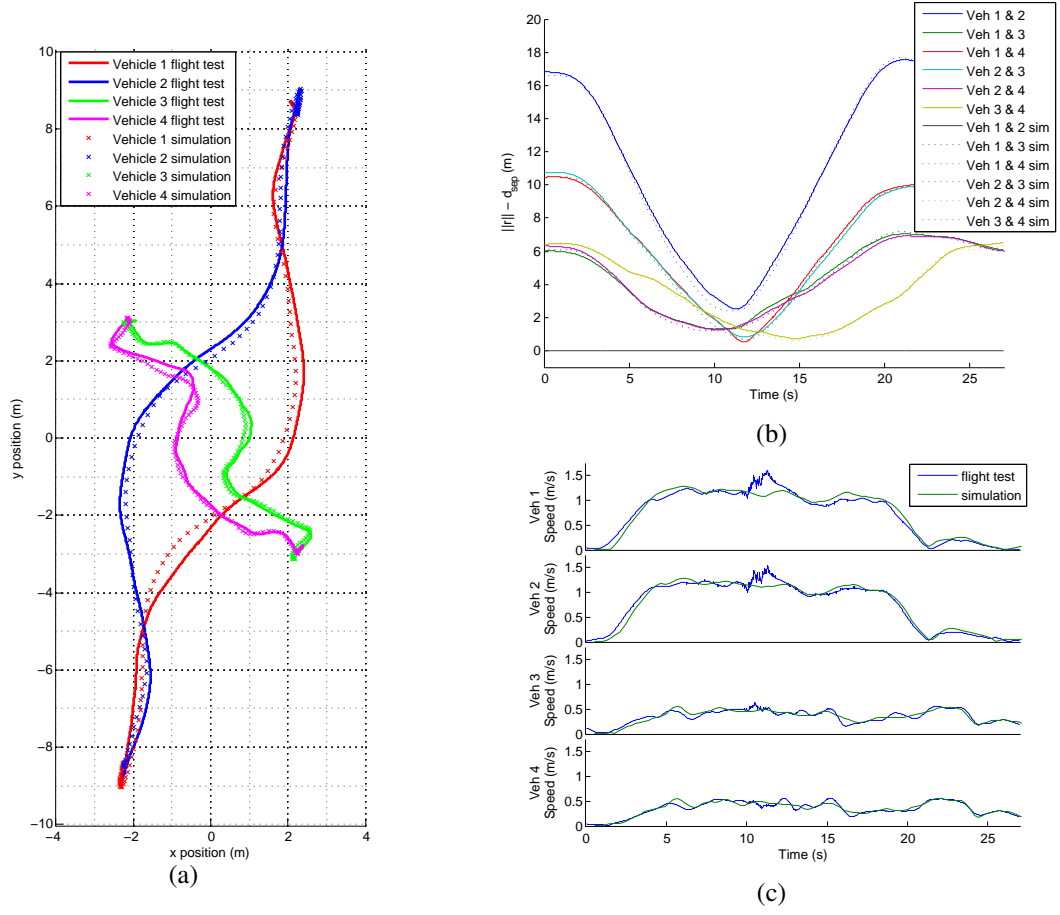 10
8
6
4
2
0
−2
−4
−6
−8
−10
−4
−2
0
2
4
y position (m)
x position (m)
Vehicle 1 flight test
Vehicle 2 flight test
Vehicle 3 flight test
Vehicle 4 flight test
Vehicle 1 simulation
Vehicle 2 simulation
Vehicle 3 simulation
Vehicle 4 simulation
(a)
20
18
16
14
12
10
8
6
4
2
0
0
5
10
15
20
25
||r|| − d_sep (m)
Time (s)
Veh 1 & 2
Veh 1 & 3
Veh 1 & 4
Veh 2 & 3
Veh 2 & 4
Veh 3 & 4
Veh 1 & 2 sim
Veh 1 & 3 sim
Veh 1 & 4 sim
Veh 2 & 3 sim
Veh 2 & 4 sim
Veh 3 & 4 sim
(b)
flight test
simulation
Veh 1
Speed (m/s)
1.5
1
0.5
0
Veh 2
Speed (m/s)
1.5
1
0.5
0
Veh 3
Speed (m/s)
1.5
1
0.5
0
Veh 4
Speed (m/s)
1.5
1
0.5
0
0
5
10
15
20
25
Time (s)
(c)